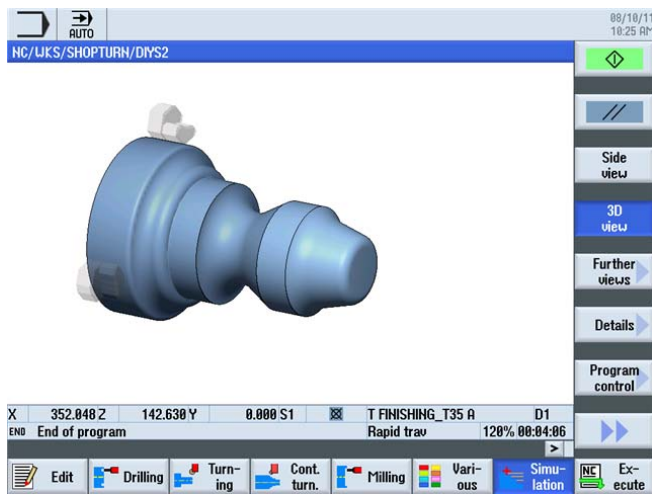 AUTO
08/10/11
10:25 AM
NC/WKS/SHOPTURN/DIYS2
Side
view
3D
view
Further
views
Details
Program
control
X 352.048 Z 142.630 Y 0.000 S1 T FINISHING_T35 A D1
END End of program Rapid trav 120% 00:04:06
>
Edit
Drilling
Turn-
ing
Cont.
turn.
Milling
Vari-
ous
Simu-
lation
NC Ex-
ecute